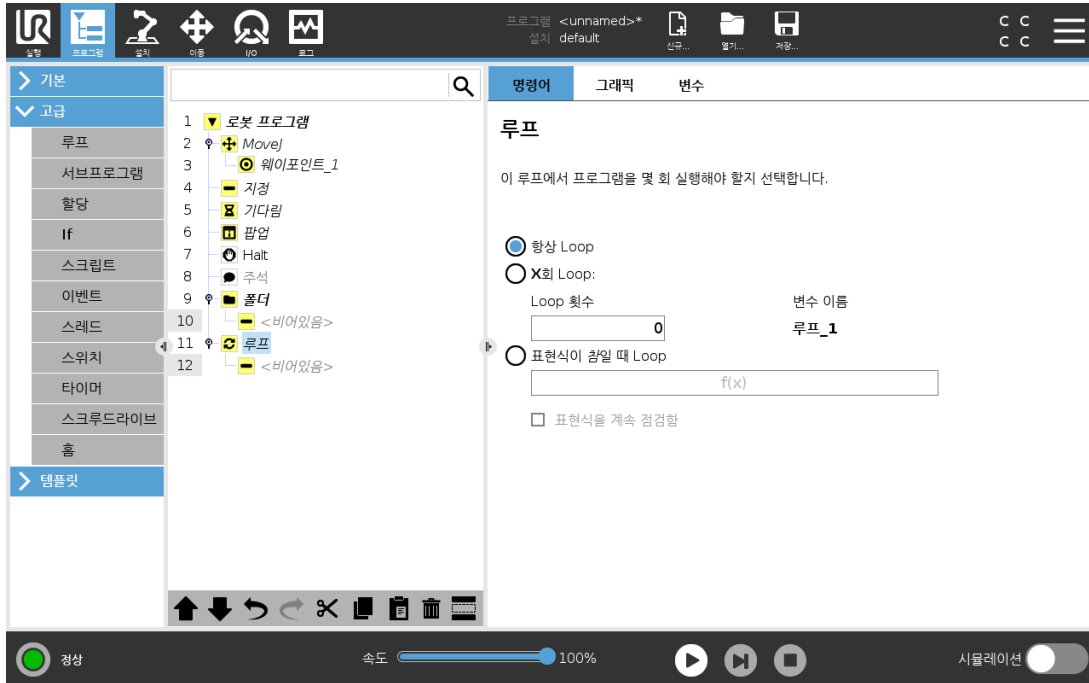 UR
프로그램 <unnamed>*
설치 default
실행
프로그램
설치
이동
I/O
로그
신규...
열기...
저장...
C C
C C
기본
고급
루프
서브프로그램
할당
If
스크립트
이벤트
스레드
스위치
타이머
스크루드라이브
홈
템플릿
1 로봇 프로그램
2 MoveJ
3 웨이포인트_1
4 지정
5 기다림
6 팝업
7 Halt
8 주석
9 폴더
10 <비어있음>
11 루프
12 <비어있음>
명령어 그래픽 변수
루프
이 루프에서 프로그램을 몇 회 실행해야 할지 선택합니다.
항상 Loop
X회 Loop:
Loop 횟수 변수 이름
0 루프_1
표현식이 참일 때 Loop
f(x)
표현식을 계속 점검함
정상
속도 100%
시뮬레이션